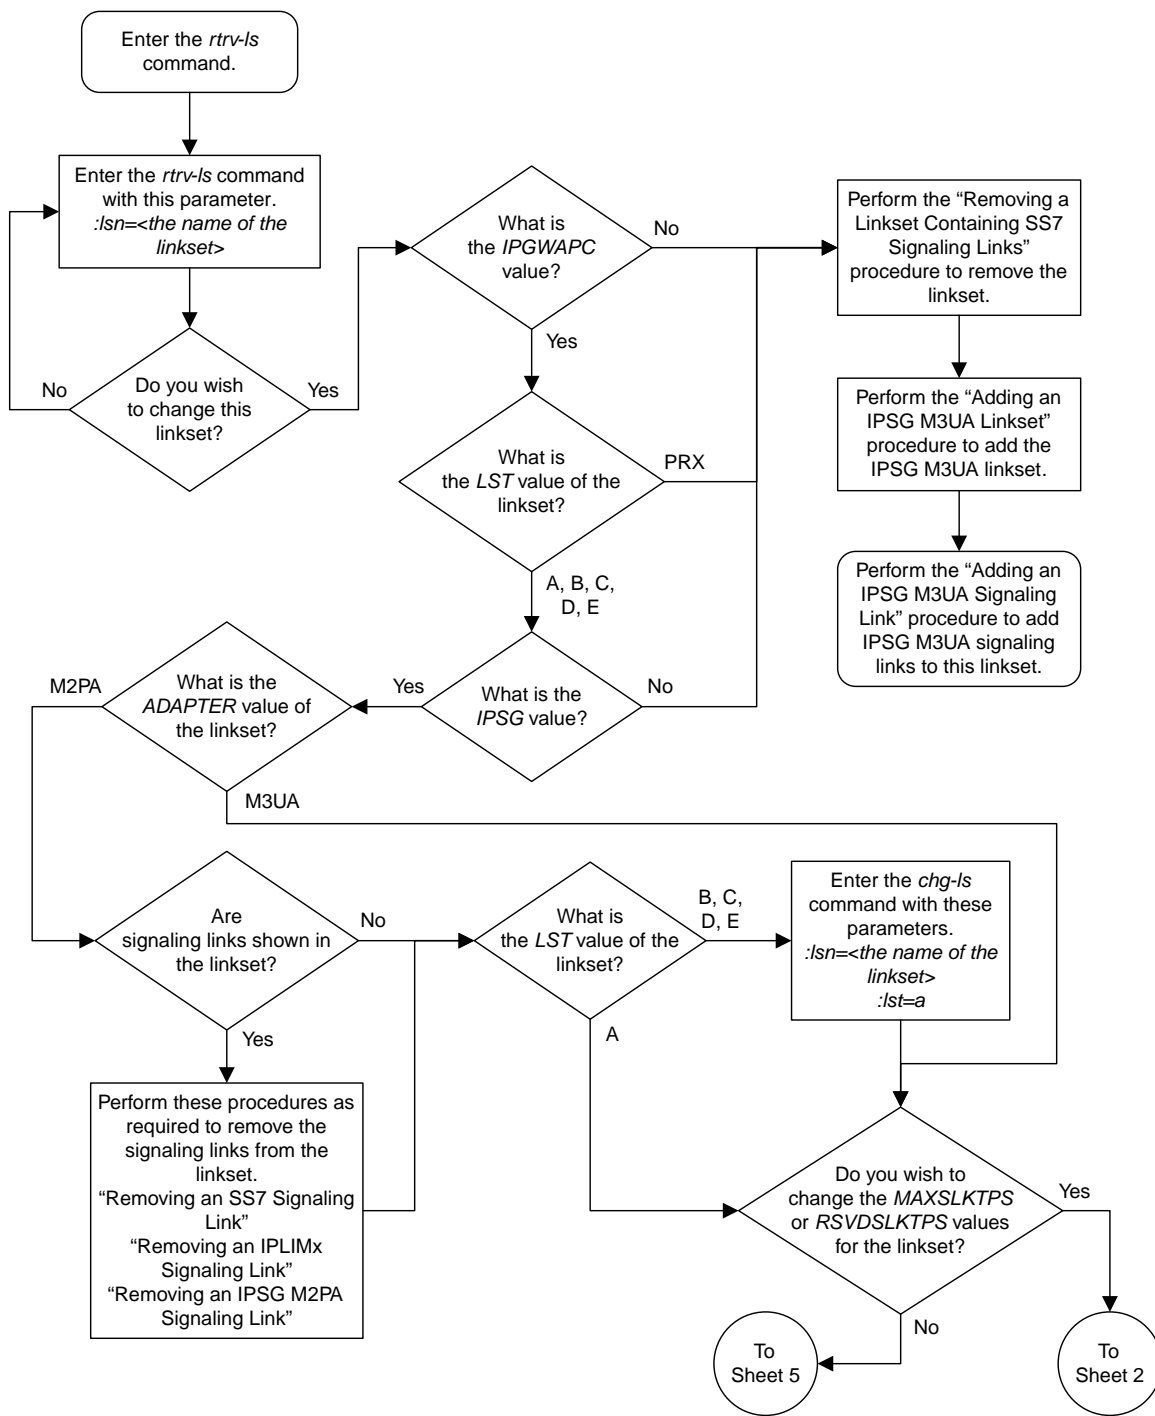 Enter the rtrv-ls
command.
Enter the rtrv-ls command
with this parameter.
:lsn=<the name of the
linkset>
Do you wish
to change this
linkset?
No
Yes
What is
the IPGWAPC
value?
No
Yes
Perform the “Removing a
Linkset Containing SS7
Signaling Links”
procedure to remove the
linkset.
Perform the “Adding an
IPSG M3UA Linkset”
procedure to add the
IPSG M3UA linkset.
Perform the “Adding an
IPSG M3UA Signaling
Link” procedure to add
IPSG M3UA signaling
links to this linkset.
What is
the LST value of the
linkset?
PRX
A, B, C,
D, E
What is the
IPSG value?
No
Yes
What is the
ADAPTER value of
the linkset?
M2PA
M3UA
Are
signaling links shown in
the linkset?
No
Yes
Perform these procedures as
required to remove the
signaling links from the
linkset.
“Removing an SS7 Signaling
Link”
“Removing an IPLIMx
Signaling Link”
“Removing an IPSG M2PA
Signaling Link”
What is
the LST value of the
linkset?
B, C,
D, E
A
Enter the chg-ls
command with these
parameters.
:lsn=<the name of the
linkset>
:lst=a
Do you wish to
change the MAXSLKTPS
or RSVDSLKTPS values
for the linkset?
Yes
No
To
Sheet 5
To
Sheet 2